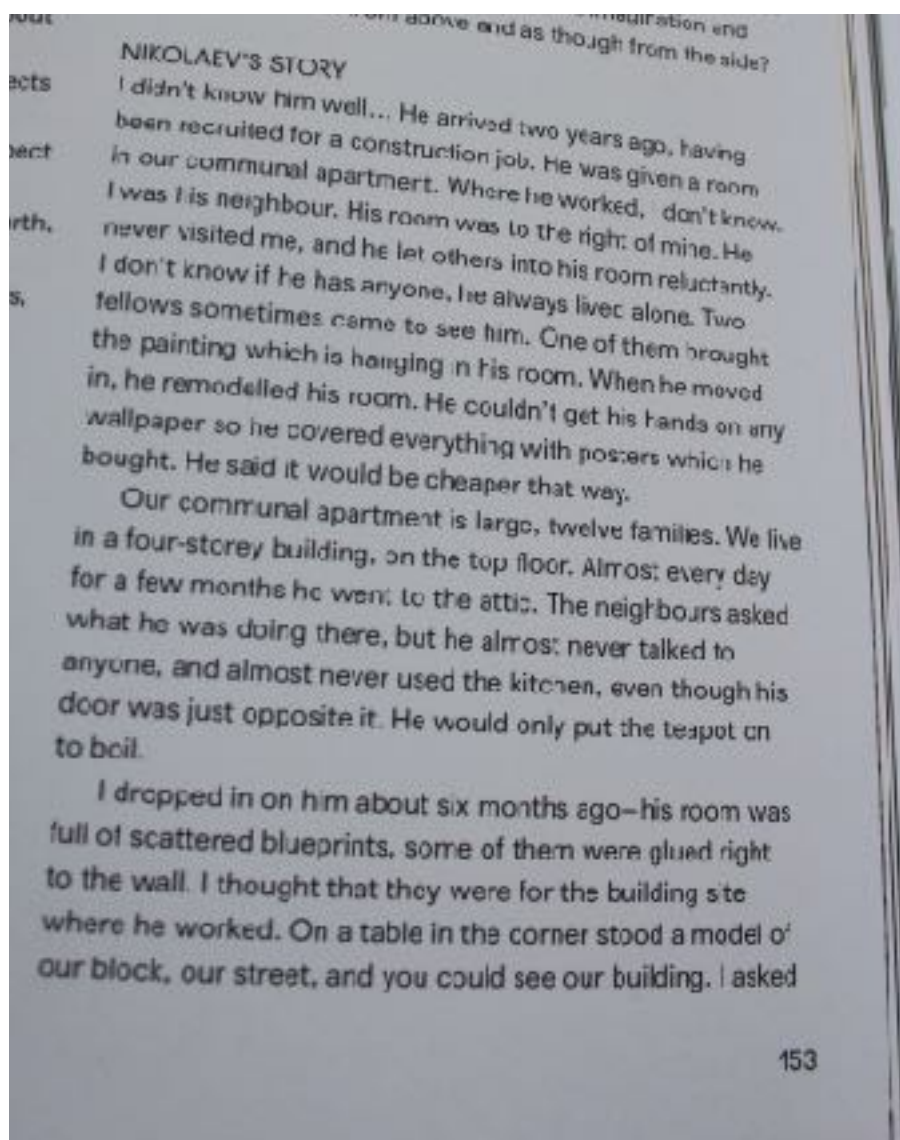 and
above and as though from the side?
ects
pect
rth,
s,
NIKOLAEV'S STORY
I didn't know him well... He arrived two years ago, having
been recruited for a construction job. He was given a room
in our communal apartment. Where he worked, I don't know.
I was his neighbour. His room was to the right of mine. He
never visited me, and he let others into his room reluctantly.
I don't know if he has anyone, he always lived alone. Two
fellows sometimes came to see him. One of them brought
the painting which is hanging in his room. When he moved
in, he remodelled his room. He couldn't get his hands on any
wallpaper so he covered everything with posters which he
bought. He said it would be cheaper that way.
Our communal apartment is large, twelve families. We live
in a four-storey building, on the top floor. Almost every day
for a few months he went to the attic. The neighbours asked
what he was doing there, but he almost never talked to
anyone, and almost never used the kitchen, even though his
door was just opposite it. He would only put the teapot on
to boil.
I dropped in on him about six months ago—his room was
full of scattered blueprints, some of them were glued right
to the wall. I thought that they were for the building site
where he worked. On a table in the corner stood a model of
our block, our street, and you could see our building. I asked
153